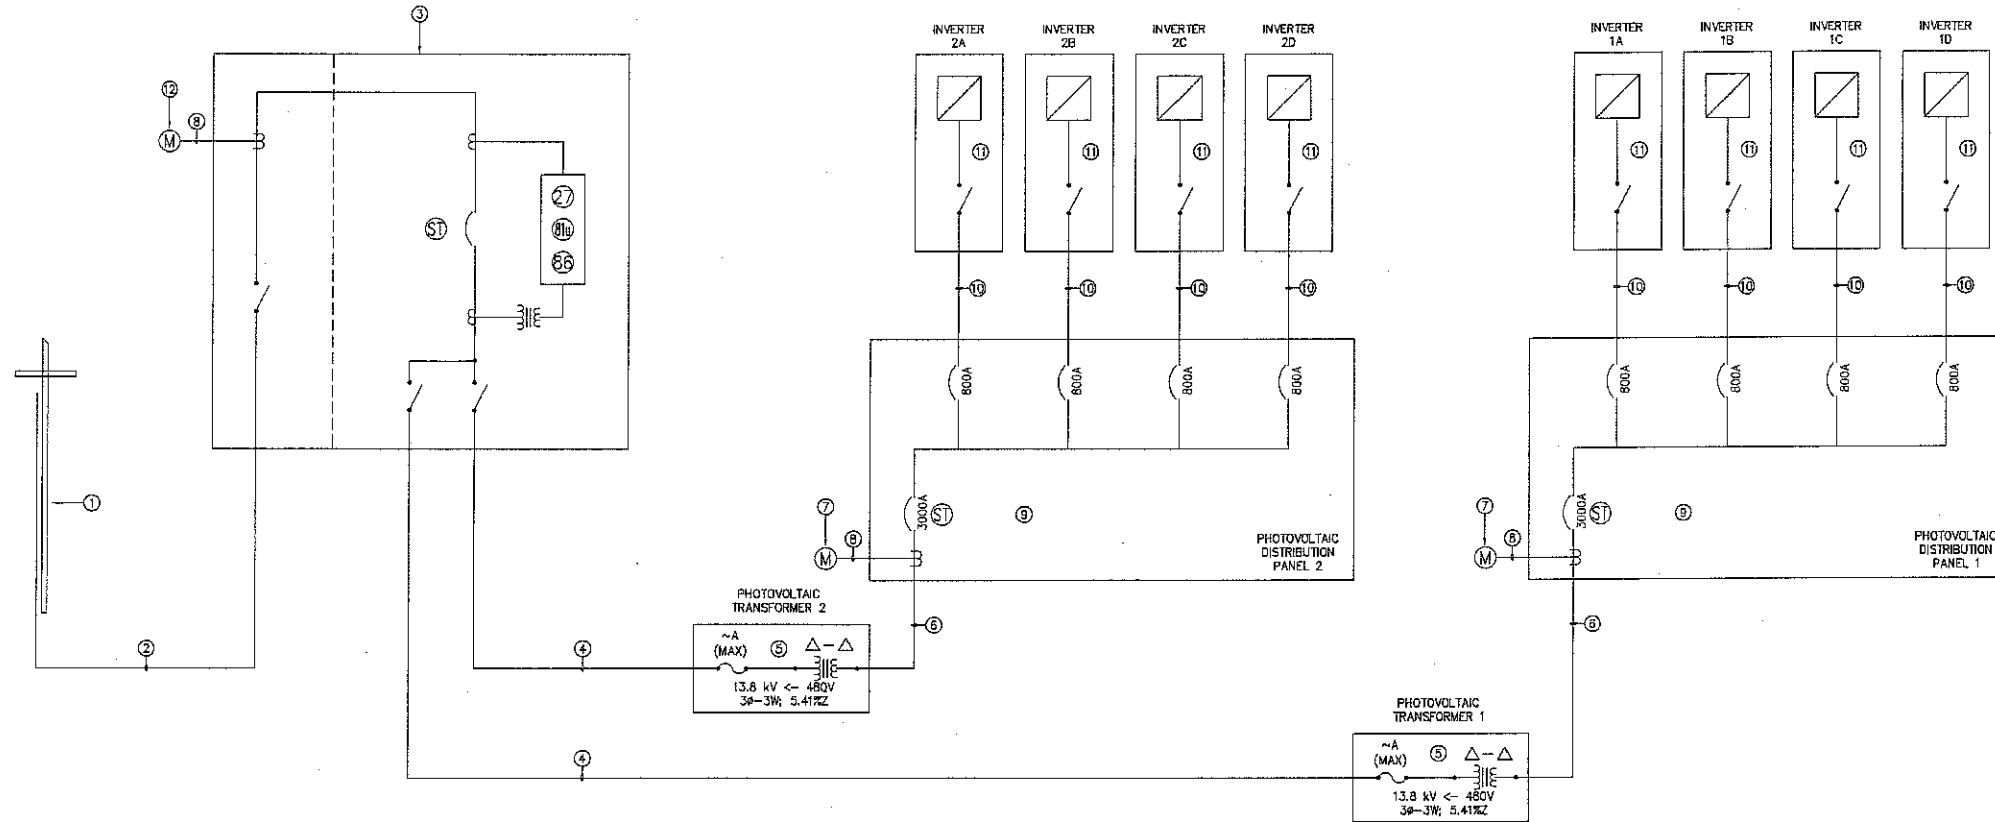 3
INVERTER
2A
INVERTER
2B
INVERTER
2C
INVERTER
2D
INVERTER
1A
INVERTER
1B
INVERTER
1C
INVERTER
1D
12
8
M
11
11
11
11
11
11
11
11
27
81u
86
ST
10
10
10
10
10
10
10
10
800A
800A
800A
800A
800A
800A
800A
800A
1
7
8
M
3000A
ST
9
PHOTOVOLTAIC
DISTRIBUTION
PANEL 2
7
8
M
3000A
ST
9
PHOTOVOLTAIC
DISTRIBUTION
PANEL 1
2
4
PHOTOVOLTAIC
TRANSFORMER 2
~A
(MAX)
5
Δ-Δ
13.8 kV <- 480V
3ø-3W; 5.41%Z
6
6
4
PHOTOVOLTAIC
TRANSFORMER 1
~A
(MAX)
5
Δ-Δ
13.8 kV <- 480V
3ø-3W; 5.41%Z